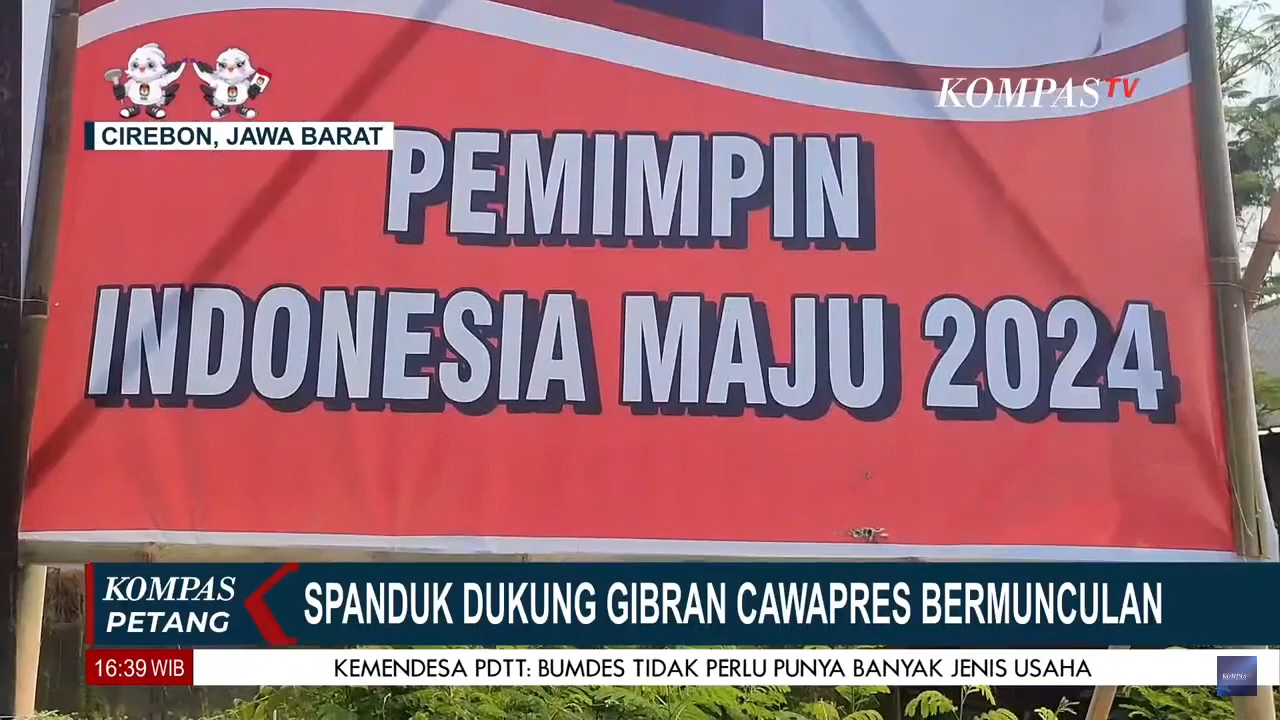 KOMPASTV
CIREBON, JAWA BARAT
PEMIMPIN
INDONESIA MAJU 2024
KOMPAS
PETANG
SPANDUK DUKUNG GIBRAN CAWAPRES BERMUNCULAN
16:39 WIB
KEMENDESA PDTT: BUMDES TIDAK PERLU PUNYA BANYAK JENIS USAHA
KOMPAS